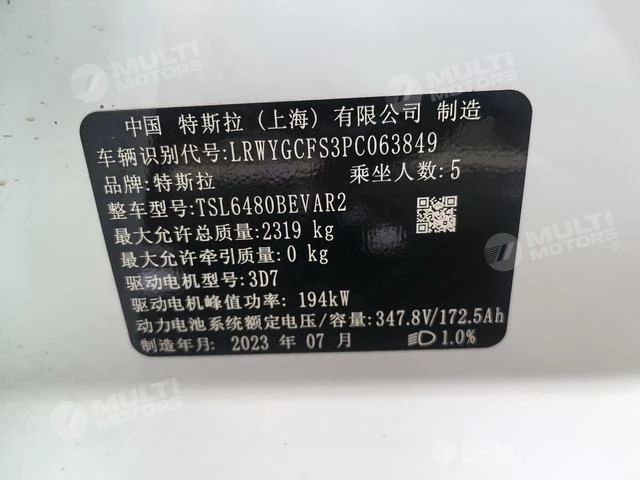 中国 特斯拉 (上海) 有限公司 制造
车辆识别代号:LRWYGCFS3PC063849
品牌:特斯拉 乘坐人数:5
整车型号:TSL6480BEVAR2
最大允许总质量:2319 kg
最大允许牵引质量:0 kg
驱动电机型号:3D7
驱动电机峰值功率: 194kW
动力电池系统额定电压/容量:347.8V/172.5Ah
制造年月: 2023 年 07 月 1.0%
MULTI MOTORS
MULTI MOTORS
MULTI MOTORS
MULTI MOTORS
MULTI MOTORS